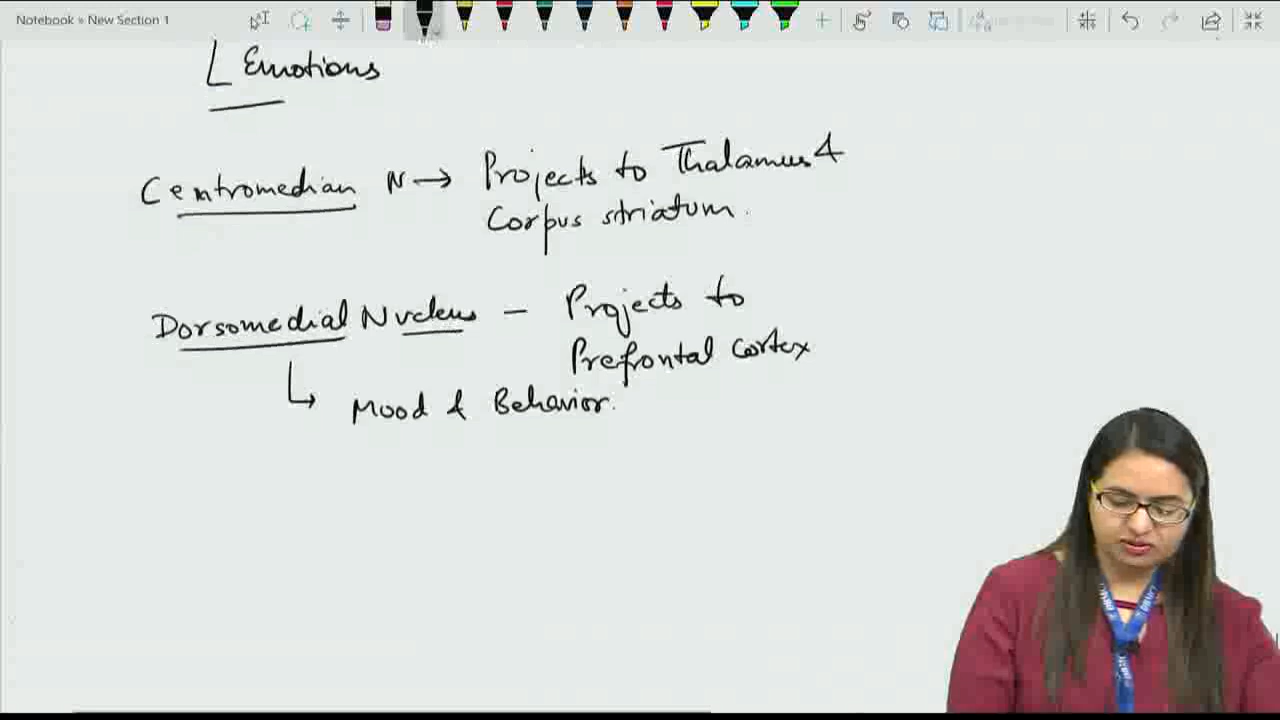 Notebook » New Section 1
L Emotions
Centromedian N → Projects to Thalamus &
Corpus striatum.
Dorsomedial Nucleus – Projects to
Prefrontal cortex
↳ Mood & Behavior.